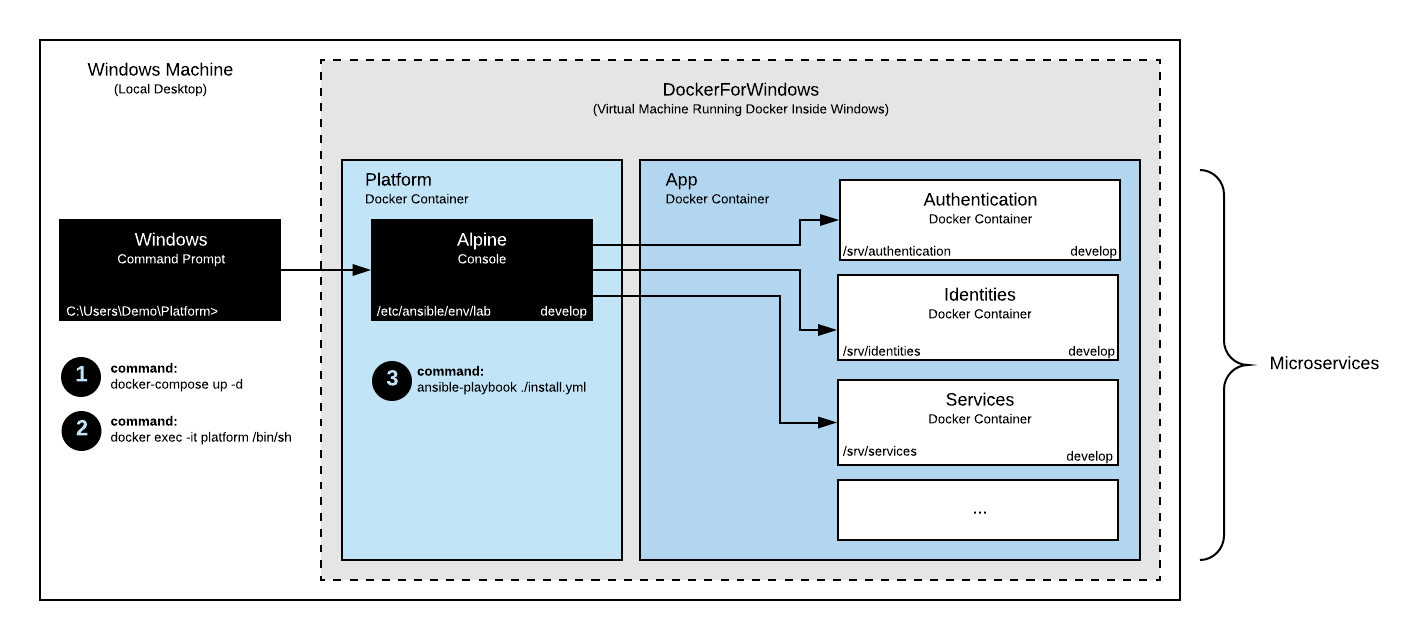 Windows Machine
(Local Desktop)
DockerForWindows
(Virtual Machine Running Docker Inside Windows)
Windows
Command Prompt
C:\Users\Demo\Platform>
1
command:
docker-compose up -d
2
command:
docker exec -it platform /bin/sh
Platform
Docker Container
Alpine
Console
/etc/ansible/env/lab develop
3
command:
ansible-playbook ./install.yml
App
Docker Container
Authentication
Docker Container
/srv/authentication develop
Identities
Docker Container
/srv/identities develop
Services
Docker Container
/srv/services develop
...
Microservices